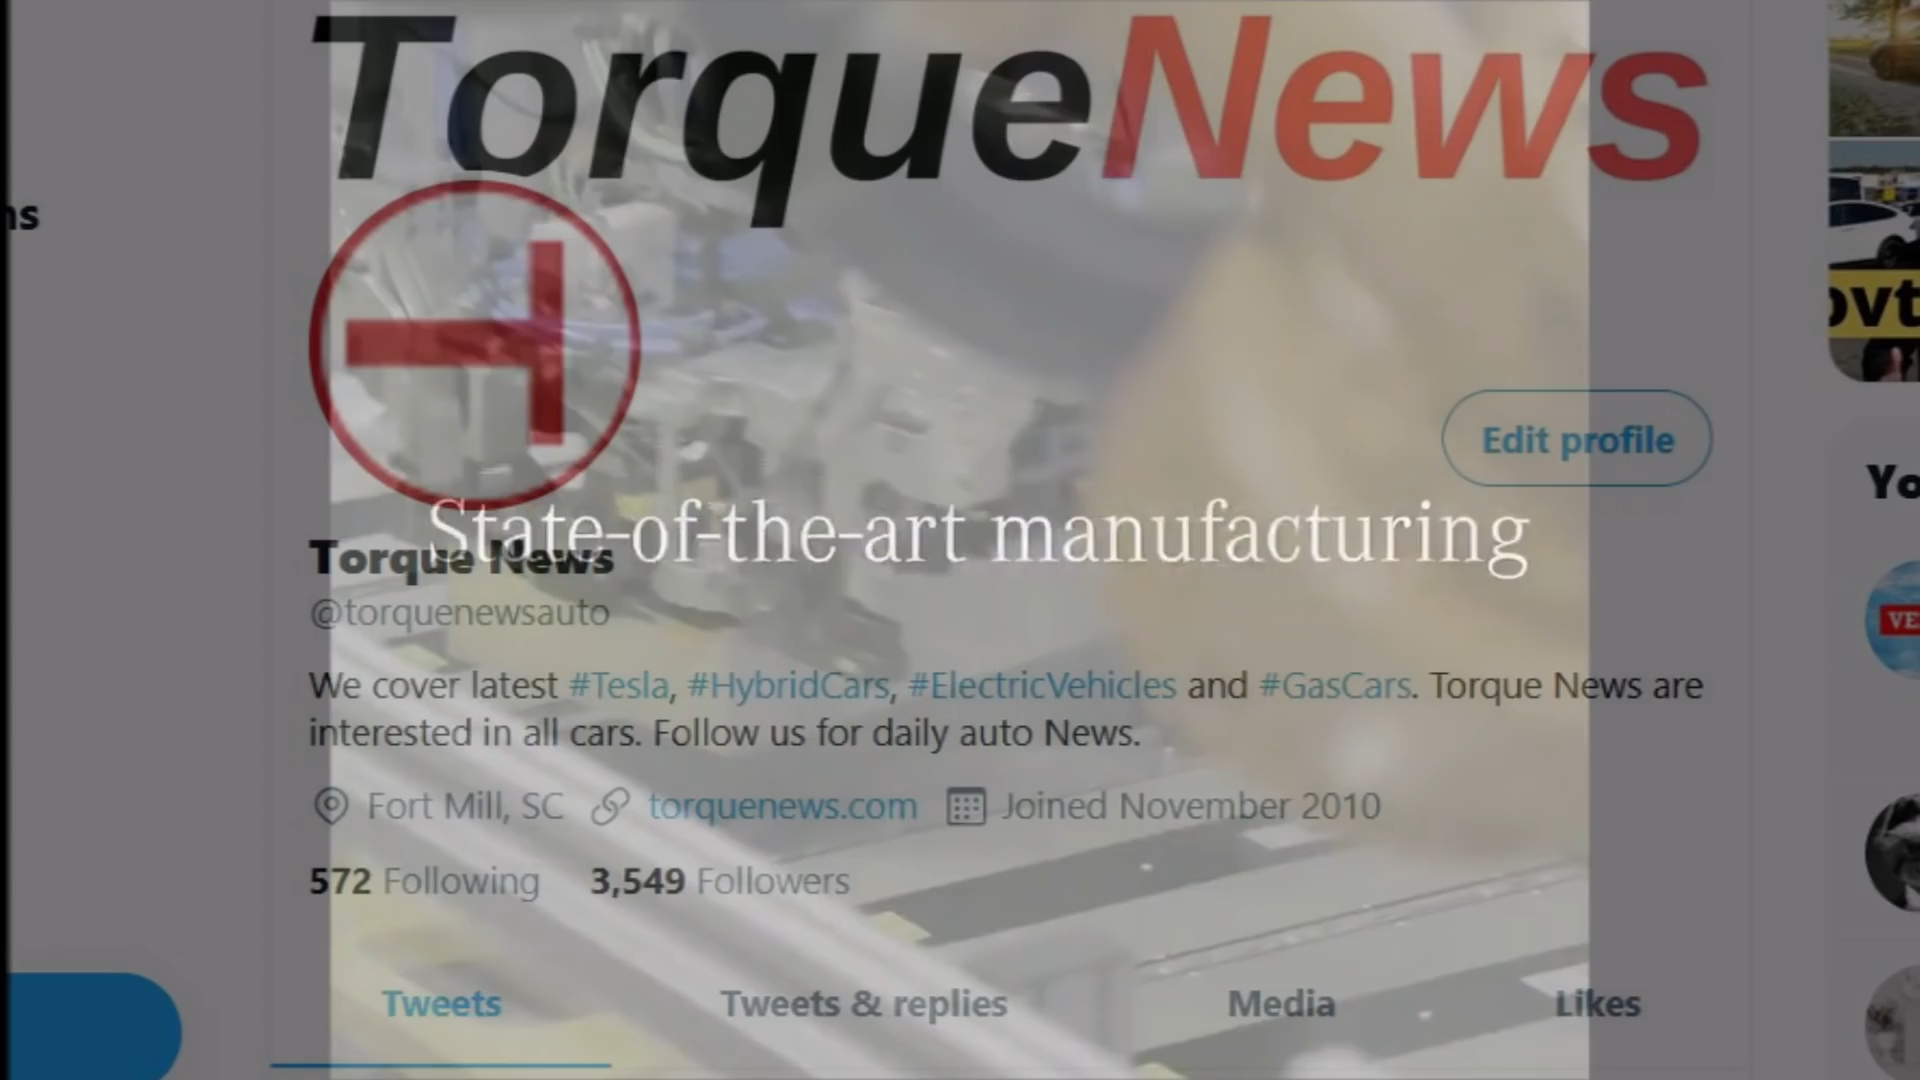 TorqueNews
Edit profile
State-of-the-art manufacturing
Torque News
@torquenewsauto
We cover latest #Tesla, #HybridCars, #ElectricVehicles and #GasCars. Torque News are
interested in all cars. Follow us for daily auto News.
Fort Mill, SC torquenews.com Joined November 2010
572 Following 3,549 Followers
Tweets Tweets & replies Media Likes